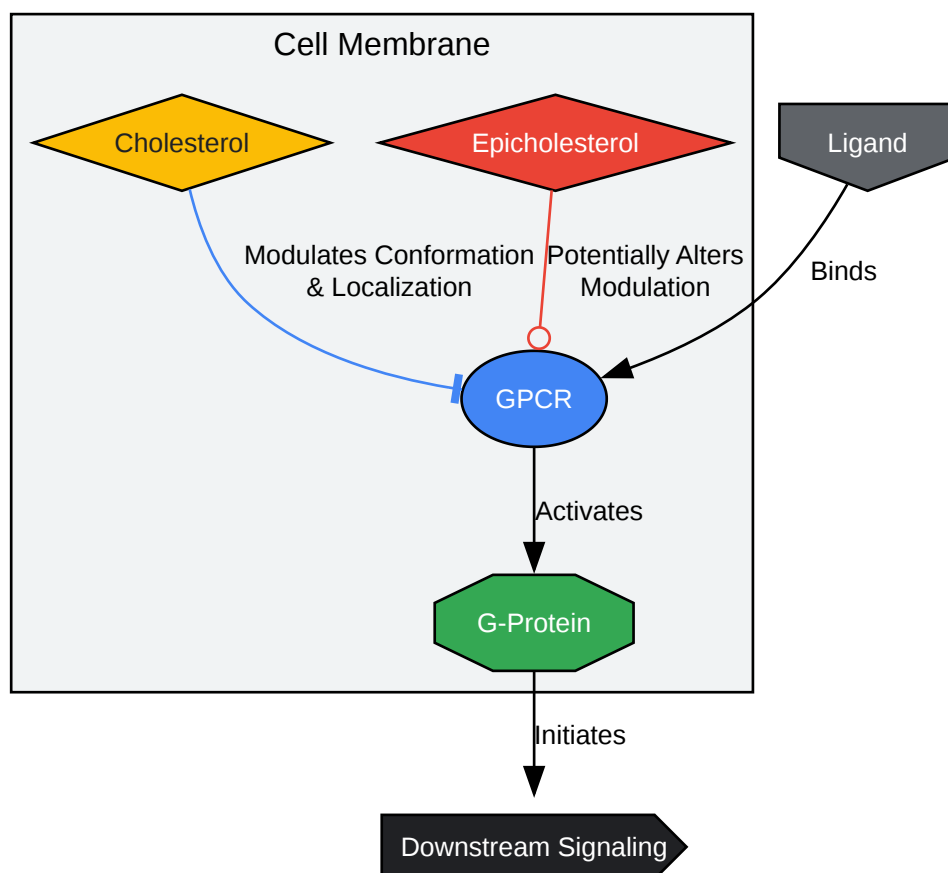 Cell Membrane
Cholesterol
Epicholesterol
Ligand
Modulates Conformation
& Localization
Potentially Alters
Modulation
Binds
GPCR
Activates
G-Protein
Initiates
Downstream Signaling